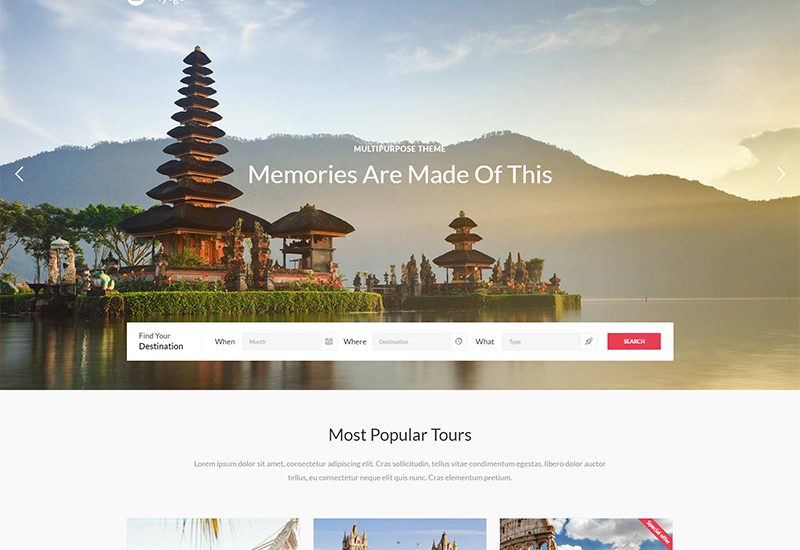 MULTIPURPOSE THEME
Memories Are Made Of This
Find Your
Destination
When
Month
Where
Destination
What
Type
SEARCH
Most Popular Tours
Lorem ipsum dolor sit amet, consectetur adipiscing elit. Cras sollicitudin, tellus vitae condimentum egestas, libero dolor auctor
tellus, eu consectetur neque elit quis nunc. Cras elementum pretium.
Special offer